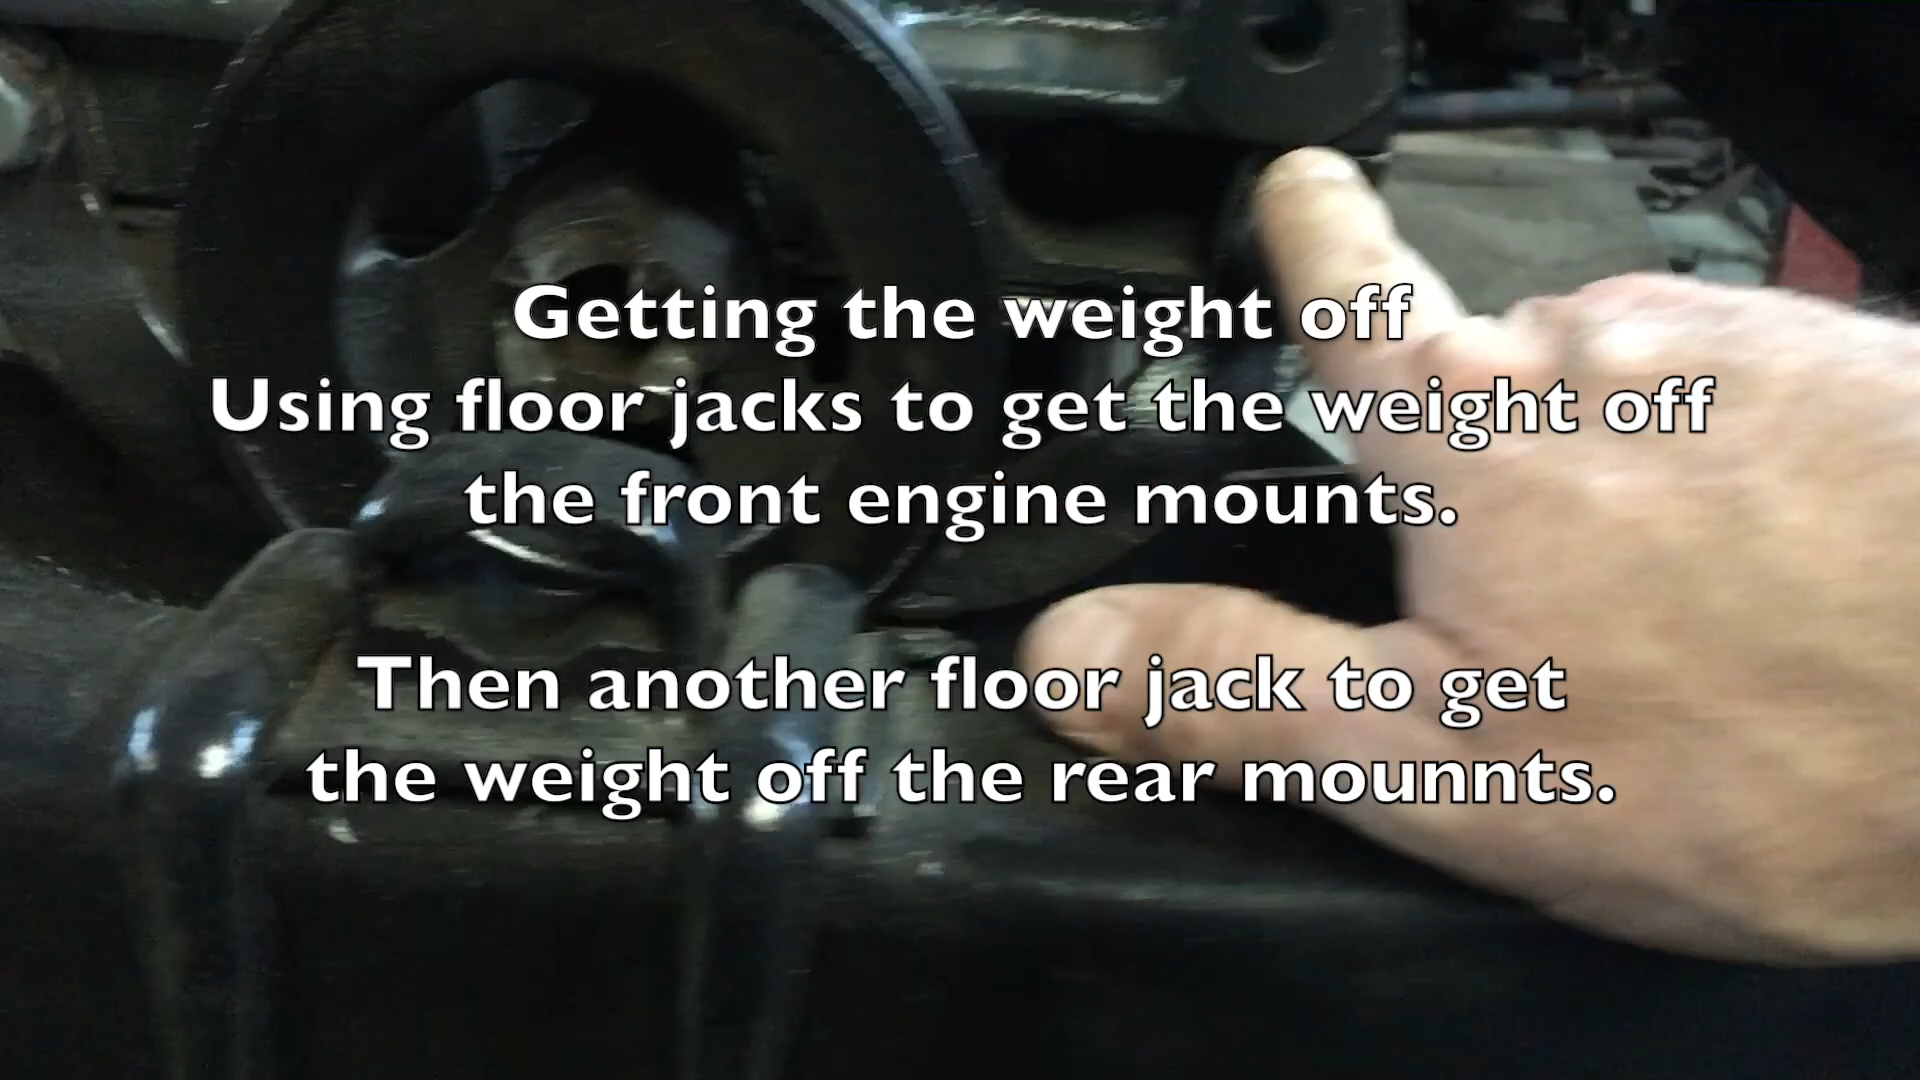 Getting the weight off
Using floor jacks to get the weight off
the front engine mounts.
Then another floor jack to get
the weight off the rear mounnts.